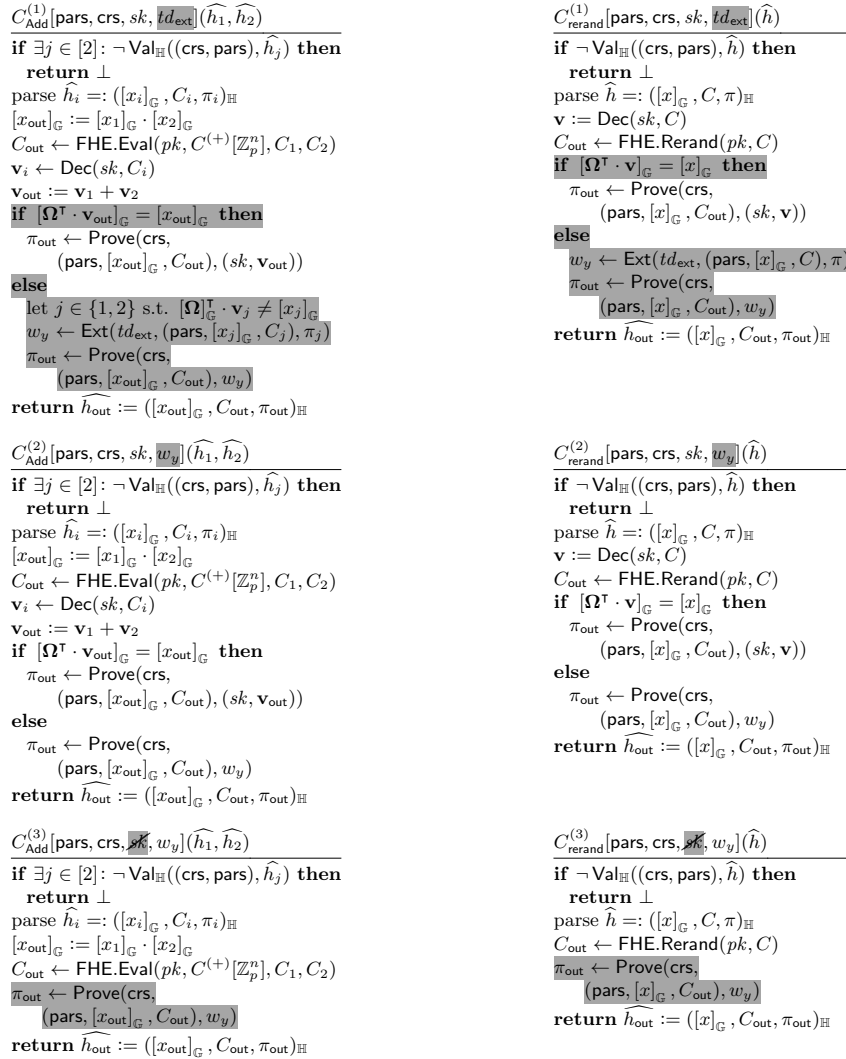 C_Add^(1)[pars, crs, sk, td_ext](ĥ_1, ĥ_2)
if ∃j ∈ [2]: ¬ Val_ℍ((crs, pars), ĥ_j) then
return ⊥
parse ĥ_i =: ([x_i]_𝔾, C_i, π_i)_ℍ
[x_out]_𝔾 := [x_1]_𝔾 · [x_2]_𝔾
C_out ← FHE.Eval(pk, C^(+)[ℤ_p^n], C_1, C_2)
v_i ← Dec(sk, C_i)
v_out := v_1 + v_2
if [Ω^⊤ · v_out]_𝔾 = [x_out]_𝔾 then
π_out ← Prove(crs,
(pars, [x_out]_𝔾, C_out), (sk, v_out))
else
let j ∈ {1, 2} s.t. [Ω]_𝔾^⊤ · v_j ≠ [x_j]_𝔾
w_y ← Ext(td_ext, (pars, [x_j]_𝔾, C_j), π_j)
π_out ← Prove(crs,
(pars, [x_out]_𝔾, C_out), w_y)
return ĥ_out := ([x_out]_𝔾, C_out, π_out)_ℍ
C_rerand^(1)[pars, crs, sk, td_ext](ĥ)
if ¬ Val_ℍ((crs, pars), ĥ) then
return ⊥
parse ĥ =: ([x]_𝔾, C, π)_ℍ
v := Dec(sk, C)
C_out ← FHE.Rerand(pk, C)
if [Ω^⊤ · v]_𝔾 = [x]_𝔾 then
π_out ← Prove(crs,
(pars, [x]_𝔾, C_out), (sk, v))
else
w_y ← Ext(td_ext, (pars, [x]_𝔾, C), π)
π_out ← Prove(crs,
(pars, [x]_𝔾, C_out), w_y)
return ĥ_out := ([x]_𝔾, C_out, π_out)_ℍ
C_Add^(2)[pars, crs, sk, w_y](ĥ_1, ĥ_2)
if ∃j ∈ [2]: ¬ Val_ℍ((crs, pars), ĥ_j) then
return ⊥
parse ĥ_i =: ([x_i]_𝔾, C_i, π_i)_ℍ
[x_out]_𝔾 := [x_1]_𝔾 · [x_2]_𝔾
C_out ← FHE.Eval(pk, C^(+)[ℤ_p^n], C_1, C_2)
v_i ← Dec(sk, C_i)
v_out := v_1 + v_2
if [Ω^⊤ · v_out]_𝔾 = [x_out]_𝔾 then
π_out ← Prove(crs,
(pars, [x_out]_𝔾, C_out), (sk, v_out))
else
π_out ← Prove(crs,
(pars, [x_out]_𝔾, C_out), w_y)
return ĥ_out := ([x_out]_𝔾, C_out, π_out)_ℍ
C_rerand^(2)[pars, crs, sk, w_y](ĥ)
if ¬ Val_ℍ((crs, pars), ĥ) then
return ⊥
parse ĥ =: ([x]_𝔾, C, π)_ℍ
v := Dec(sk, C)
C_out ← FHE.Rerand(pk, C)
if [Ω^⊤ · v]_𝔾 = [x]_𝔾 then
π_out ← Prove(crs,
(pars, [x]_𝔾, C_out), (sk, v))
else
π_out ← Prove(crs,
(pars, [x]_𝔾, C_out), w_y)
return ĥ_out := ([x]_𝔾, C_out, π_out)_ℍ
C_Add^(3)[pars, crs, sk, w_y](ĥ_1, ĥ_2)
if ∃j ∈ [2]: ¬ Val_ℍ((crs, pars), ĥ_j) then
return ⊥
parse ĥ_i =: ([x_i]_𝔾, C_i, π_i)_ℍ
[x_out]_𝔾 := [x_1]_𝔾 · [x_2]_𝔾
C_out ← FHE.Eval(pk, C^(+)[ℤ_p^n], C_1, C_2)
π_out ← Prove(crs,
(pars, [x_out]_𝔾, C_out), w_y)
return ĥ_out := ([x_out]_𝔾, C_out, π_out)_ℍ
C_rerand^(3)[pars, crs, sk, w_y](ĥ)
if ¬ Val_ℍ((crs, pars), ĥ) then
return ⊥
parse ĥ =: ([x]_𝔾, C, π)_ℍ
C_out ← FHE.Rerand(pk, C)
π_out ← Prove(crs,
(pars, [x]_𝔾, C_out), w_y)
return ĥ_out := ([x]_𝔾, C_out, π_out)_ℍ